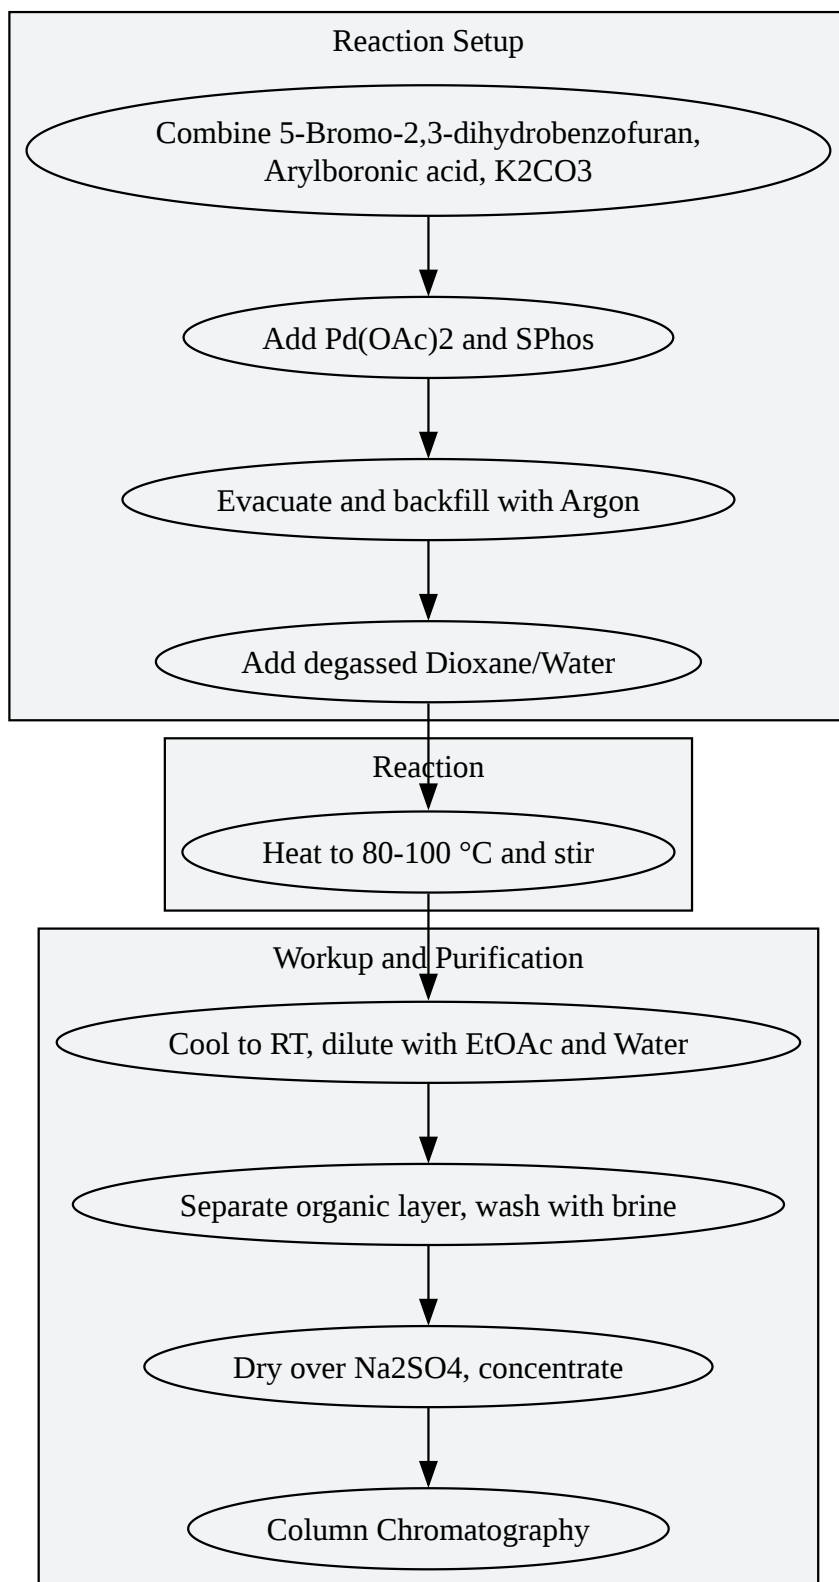 Reaction Setup
Combine 5-Bromo-2,3-dihydrobenzofuran,
Arylboronic acid, K2CO3
Add Pd(OAc)2 and SPhos
Evacuate and backfill with Argon
Add degassed Dioxane/Water
Reaction
Heat to 80-100 °C and stir
Workup and Purification
Cool to RT, dilute with EtOAc and Water
Separate organic layer, wash with brine
Dry over Na2SO4, concentrate
Column Chromatography